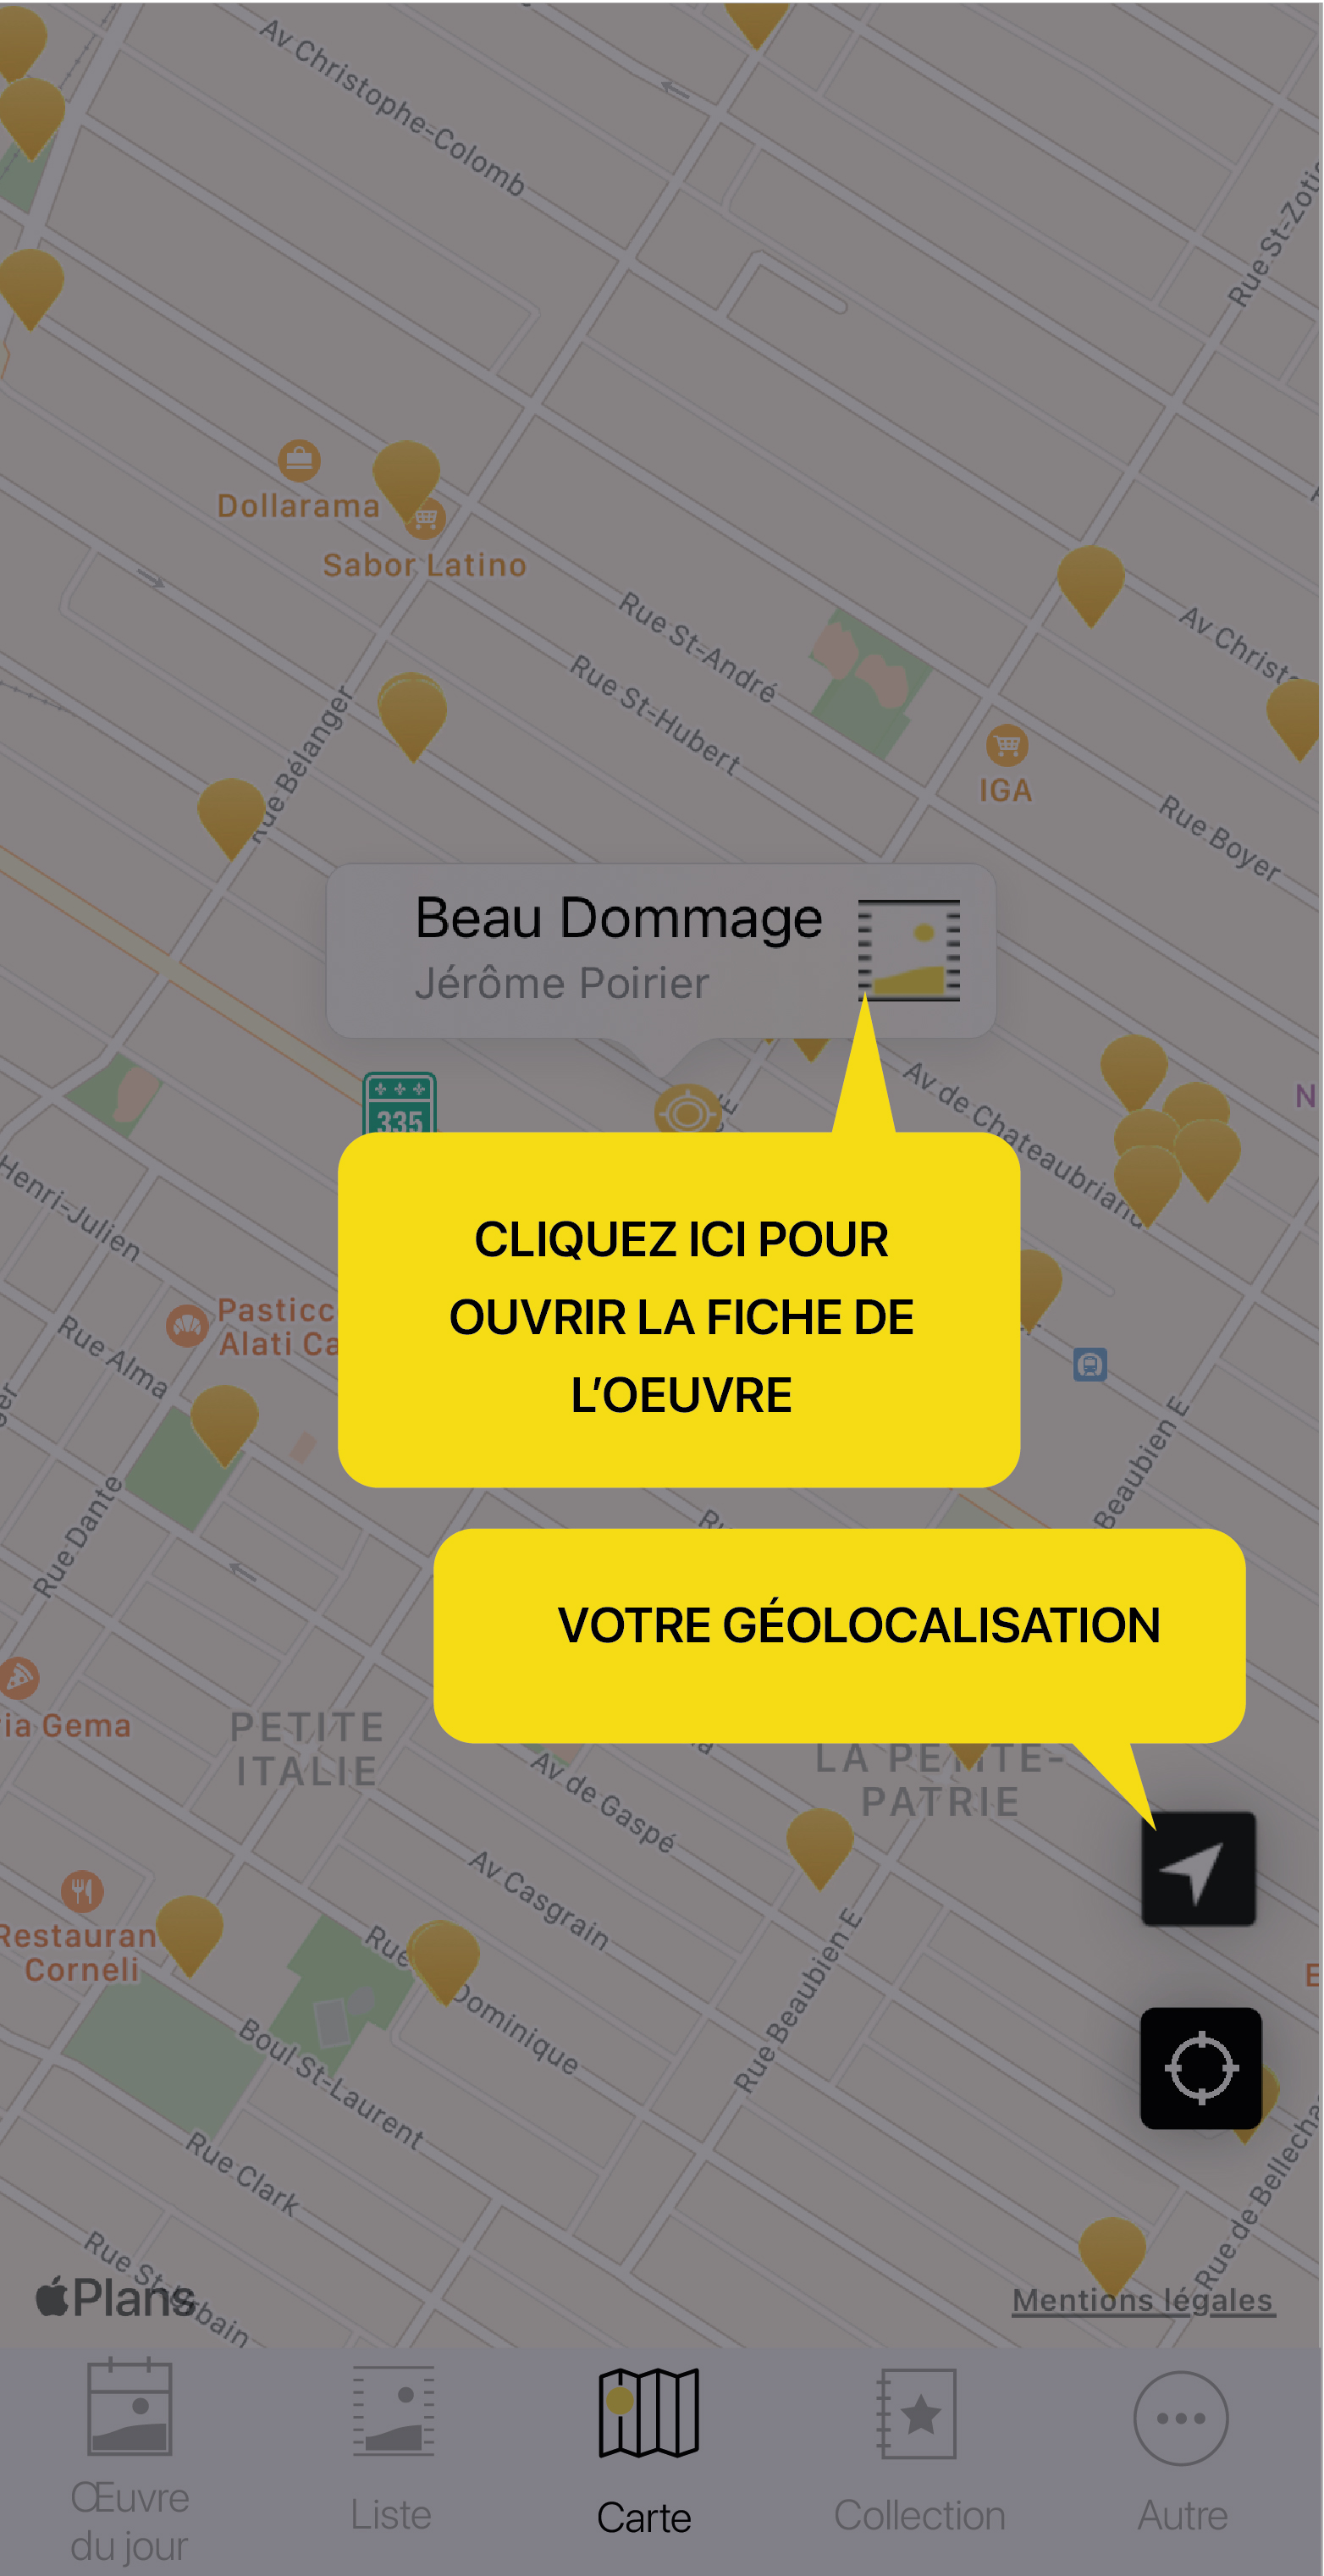 Av Christophe-Colomb
Rue St-Zotiq
Dollarama
Sabor Latino
Rue St-André
Rue St-Hubert
Av Christo
IGA
Rue Boyer
Rue Bélanger
Beau Dommage
Jérôme Poirier
335
Av de Chateaubriand
N
Henri-Julien
CLIQUEZ ICI POUR
OUVRIR LA FICHE DE
L’OEUVRE
Pasticc
Alati Ca
Rue Alma
Beaubien E
Rue Dante
VOTRE GÉOLOCALISATION
ria Gema
PETITE
ITALIE
LA PETITE-
PATRIE
Av de Gaspé
Av Casgrain
Restauran
Corneli
Rue Dominique
Rue Beaubien E
Boul St-Laurent
Rue Clark
Rue de Bellecha
Rue St-Urbain
Plans
Mentions légales
Œuvre
du jour
Liste
Carte
Collection
Autre